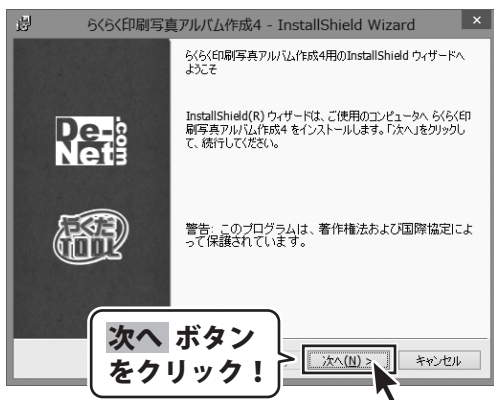 らくらく印刷写真アルバム作成4 - InstallShield Wizard
らくらく印刷写真アルバム作成4用のInstallShield ウィザードへ
ようこそ
InstallShield(R) ウィザードは、ご使用のコンピュータへ らくらく印
刷写真アルバム作成4 をインストールします。「次へ」をクリックし
て、続行してください。
De-
Net
.com
やくだ
TOOL
警告: このプログラムは、著作権法および国際協定によ
って保護されています。
次へ ボタン
をクリック！
次へ(N) >
キャンセル